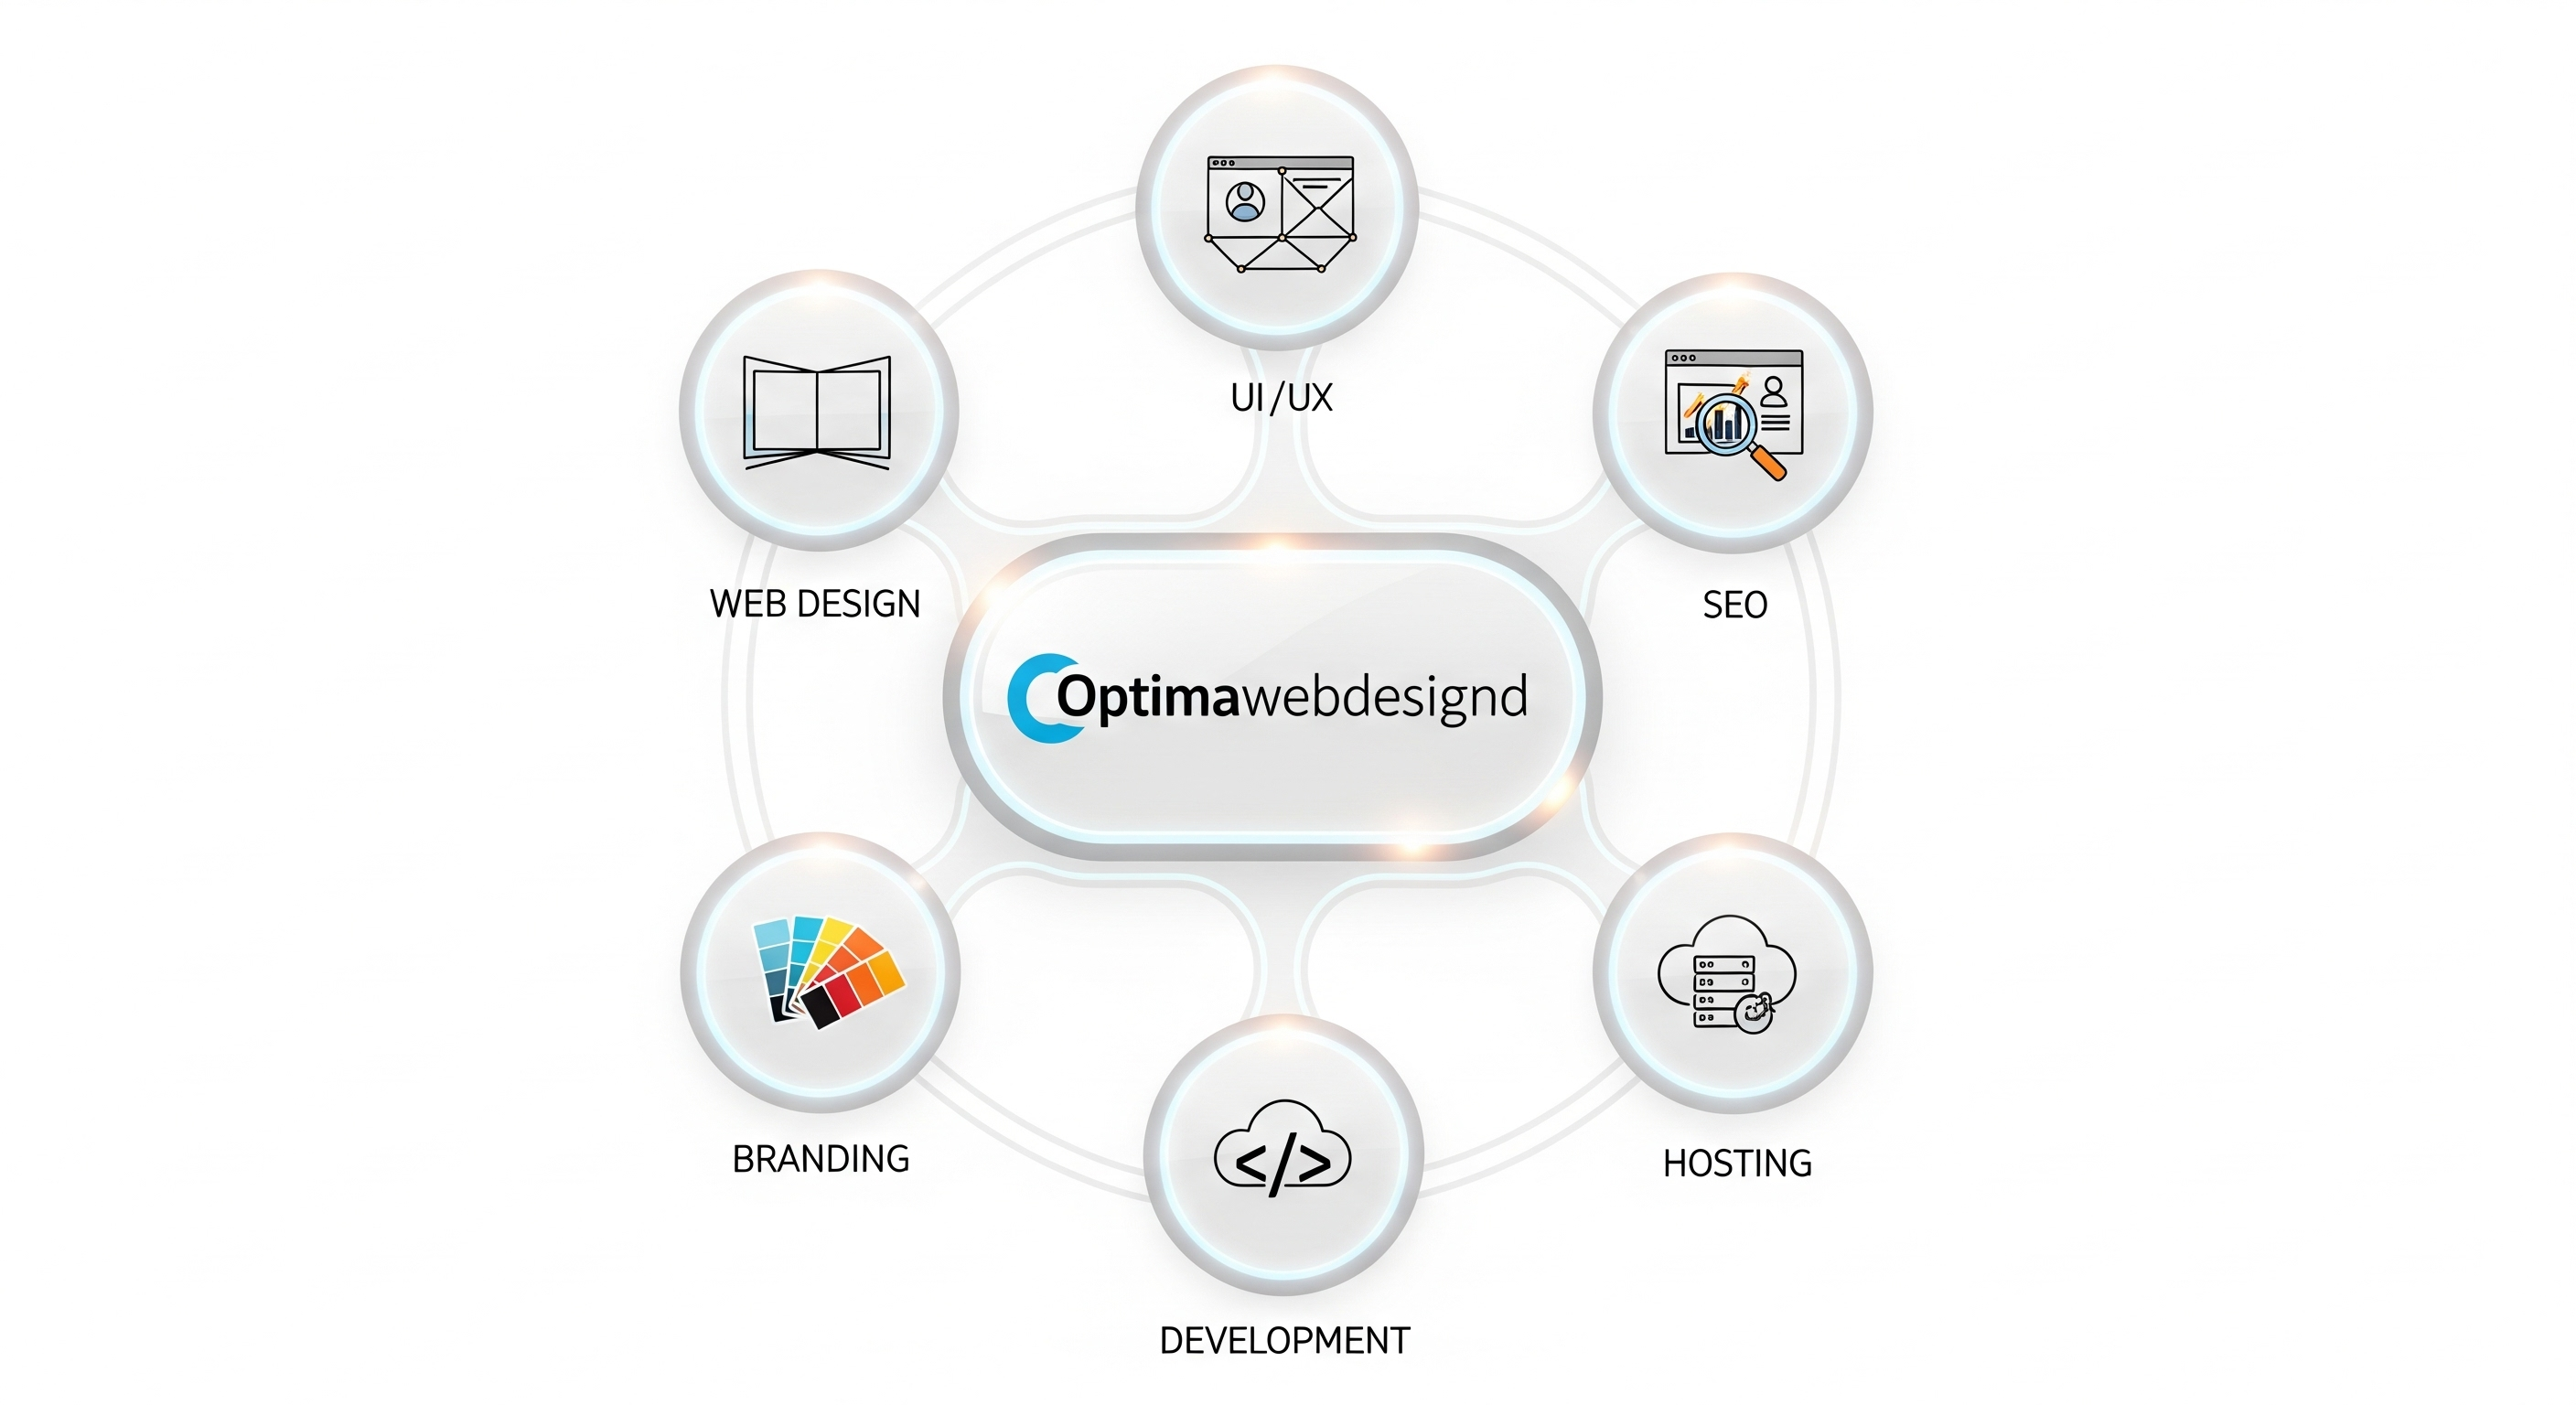 UI/UX
WEB DESIGN
SEO
Optimawebdesignd
BRANDING
HOSTING
</>
DEVELOPMENT